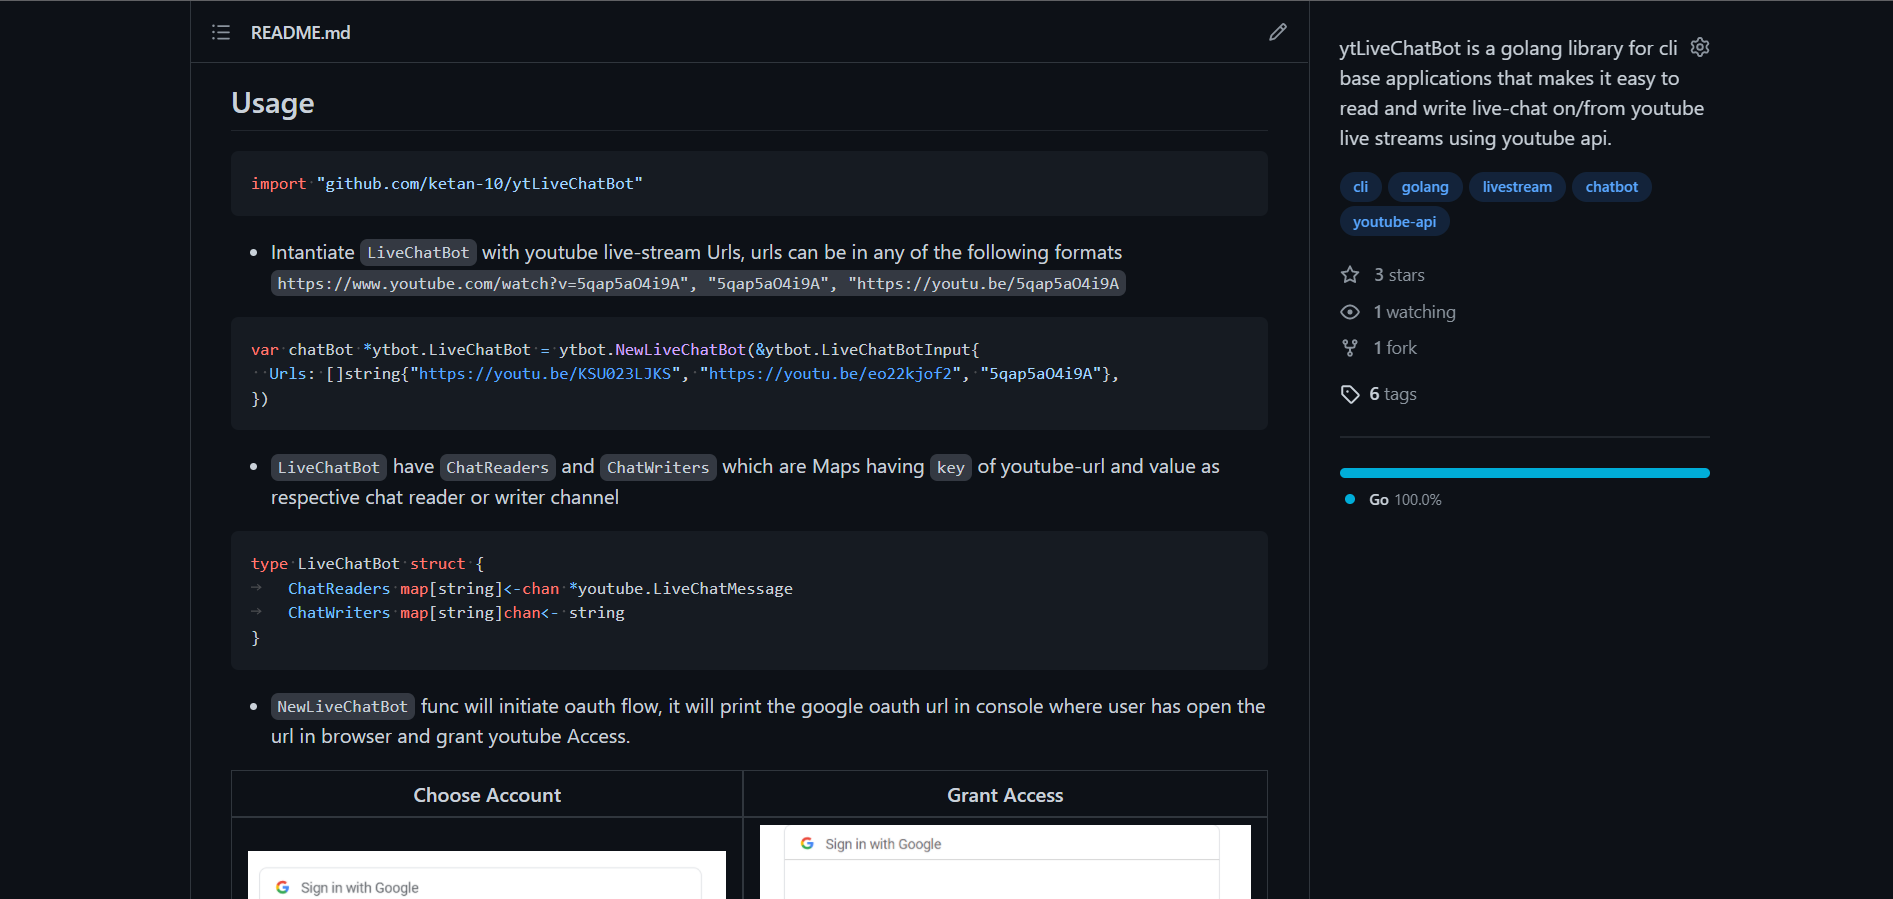 README.md
Usage
import "github.com/ketan-10/ytLiveChatBot"
Intantiate LiveChatBot with youtube live-stream Urls, urls can be in any of the following formats
https://www.youtube.com/watch?v=5qap5aO4i9A", "5qap5aO4i9A", "https://youtu.be/5qap5aO4i9A
var chatBot *ytbot.LiveChatBot = ytbot.NewLiveChatBot(&ytbot.LiveChatBotInput{
Urls: []string{"https://youtu.be/KSU023LJKS", "https://youtu.be/eo22kjof2", "5qap5aO4i9A"},
})
LiveChatBot have ChatReaders and ChatWriters which are Maps having key of youtube-url and value as
respective chat reader or writer channel
type LiveChatBot struct {
ChatReaders map[string]<-chan *youtube.LiveChatMessage
ChatWriters map[string]chan<- string
}
NewLiveChatBot func will initiate oauth flow, it will print the google oauth url in console where user has open the
url in browser and grant youtube Access.
Choose Account Grant Access
Sign in with Google
Sign in with Google
ytLiveChatBot is a golang library for cli
base applications that makes it easy to
read and write live-chat on/from youtube
live streams using youtube api.
cli golang livestream chatbot
youtube-api
3 stars
1 watching
1 fork
6 tags
Go 100.0%